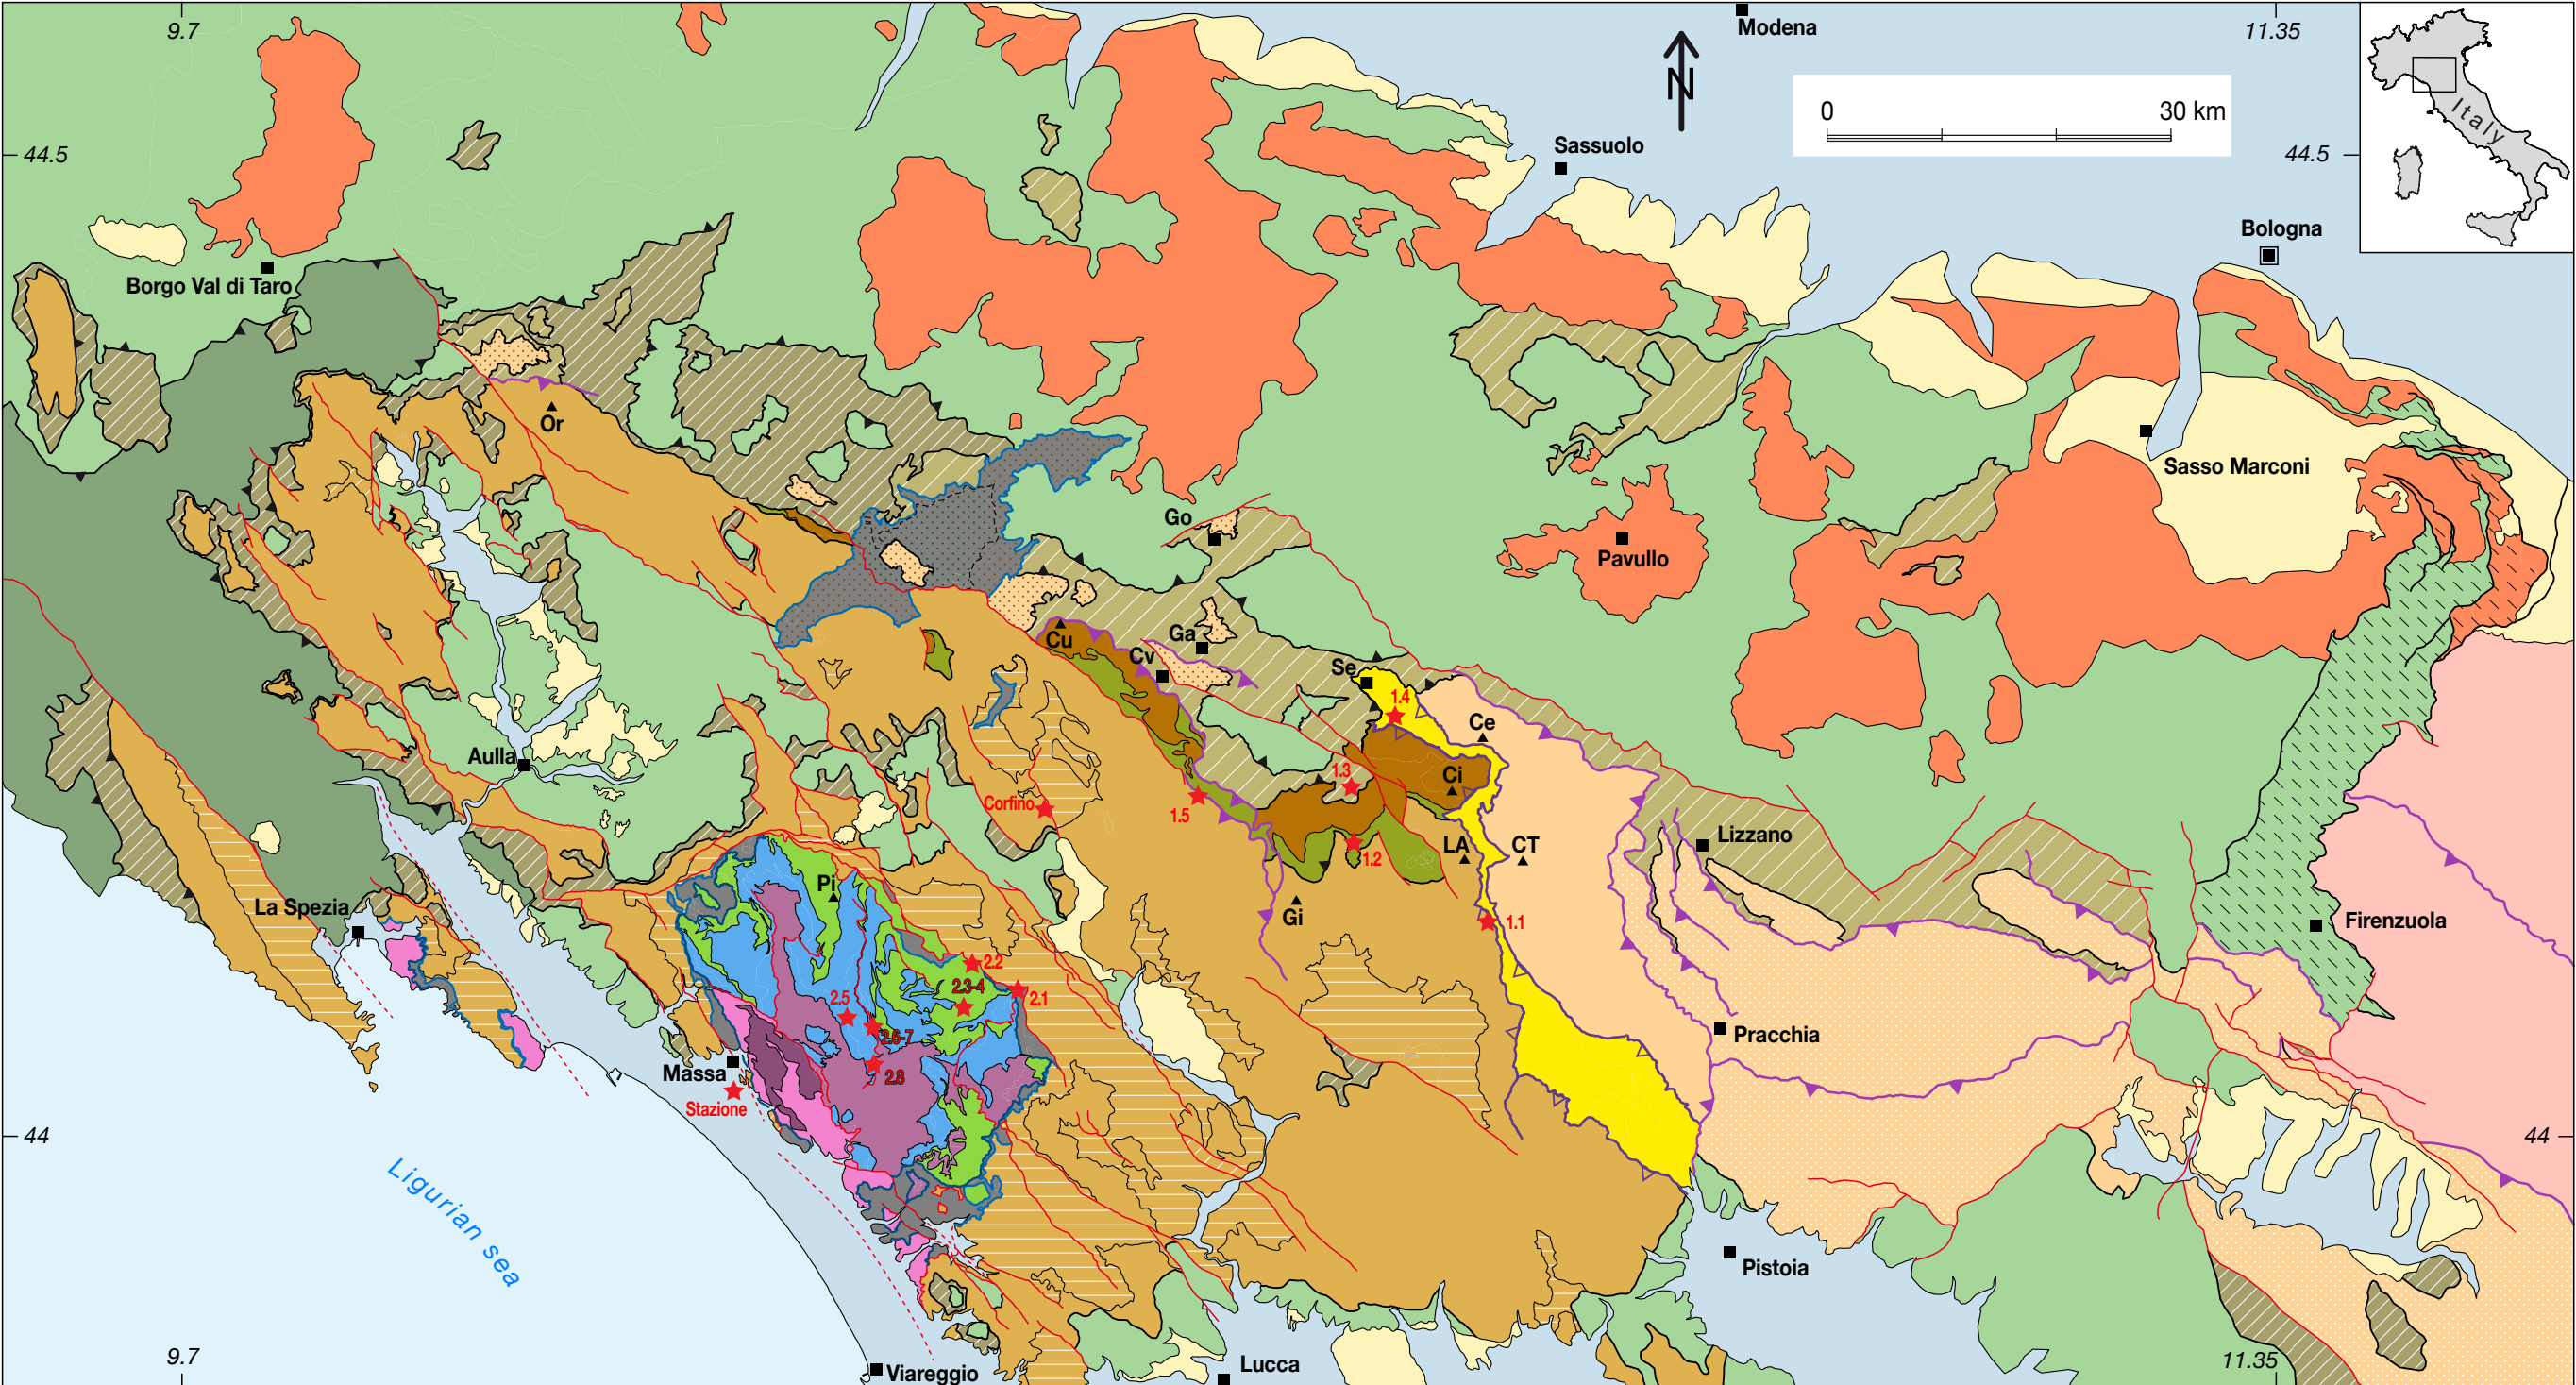 9.7
Modena
11.35
N
0
30 km
Italy
44.5
Sassuolo
44.5
Bologna
Borgo Val di Taro
Or
Sasso Marconi
Go
Pavullo
Cu
Ga
Cv
Se
1.4
Ce
Aulla
1.3
Ci
Corfino
1.5
Lizzano
LA
CT
1.2
Pi
La Spezia
Gi
1.1
Firenzuola
2.2
2.3-4
2.5
2.1
2.6-7
Pracchia
Massa
2.8
Stazione
44
44
Ligurian sea
Pistoia
9.7
Viareggio
Lucca
11.35